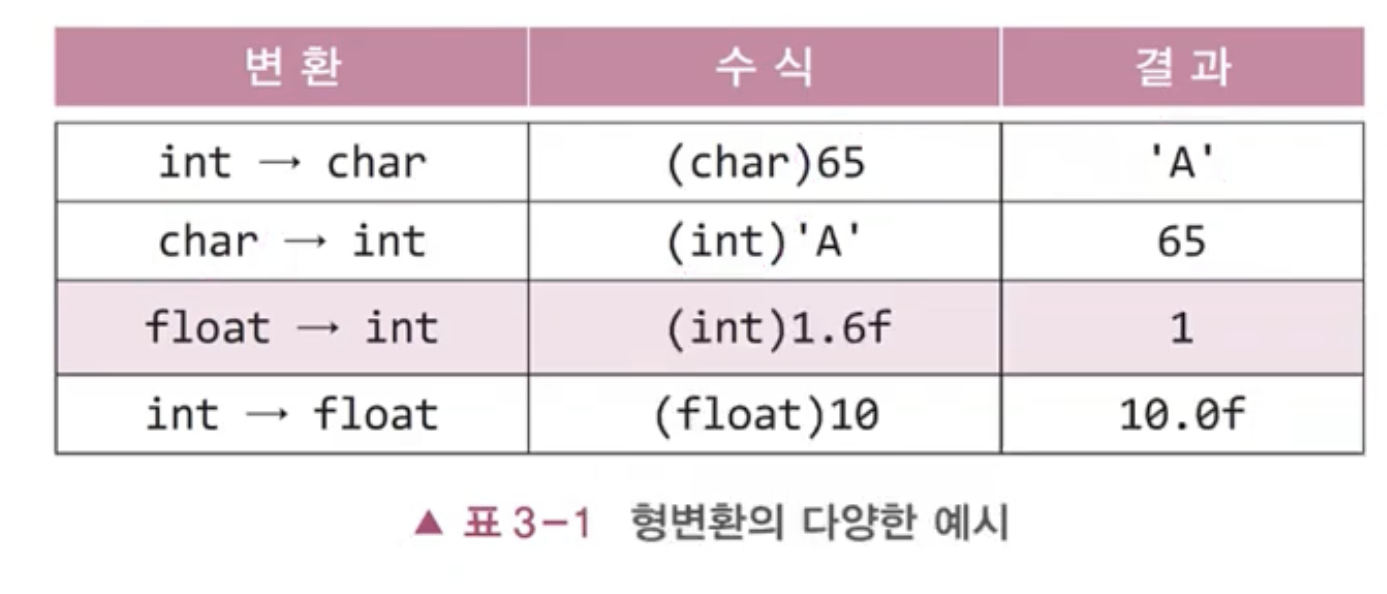 변 환 수 식 결 과
int → char (char)65 'A'
char → int (int)'A' 65
float → int (int)1.6f 1
int → float (float)10 10.0f
▲ 표 3-1 형변환의 다양한 예시